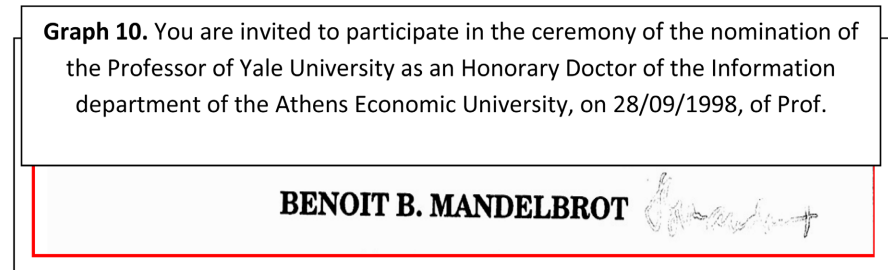 Graph 10. You are invited to participate in the ceremony of the nomination of
the Professor of Yale University as an Honorary Doctor of the Information
department of the Athens Economic University, on 28/09/1998, of Prof.
BENOIT B. MANDELBROT